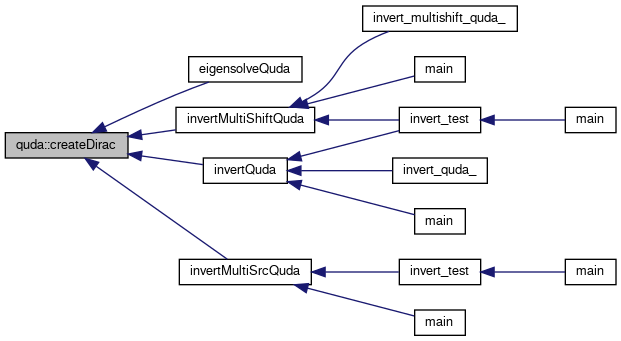 invert_multishift_quda_
eigensolveQuda
main
invertMultiShiftQuda
invert_test
main
quda::createDirac
invertQuda
invert_quda_
main
invertMultiSrcQuda
invert_test
main
main